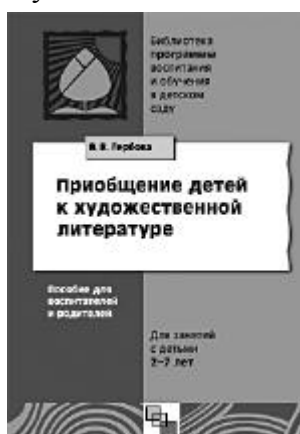 Библиотека
программы
воспитания
и обучения
в детском
саду
В. В. Гербова
Приобщение детей
к художественной
литературе
Пособие для
воспитателей
и родителей
Для занятий
с детьми
2–7 лет